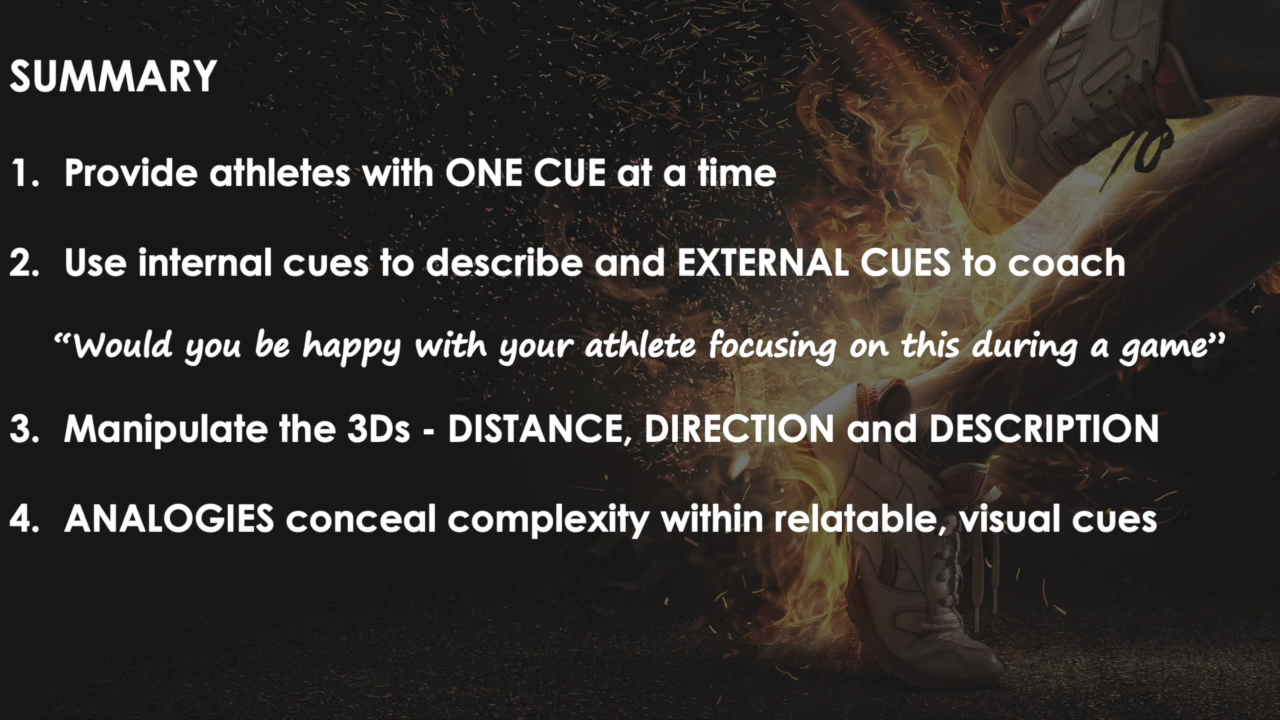 SUMMARY
1. Provide athletes with ONE CUE at a time
2. Use internal cues to describe and EXTERNAL CUES to coach
“Would you be happy with your athlete focusing on this during a game”
3. Manipulate the 3Ds - DISTANCE, DIRECTION and DESCRIPTION
4. ANALOGIES conceal complexity within relatable, visual cues